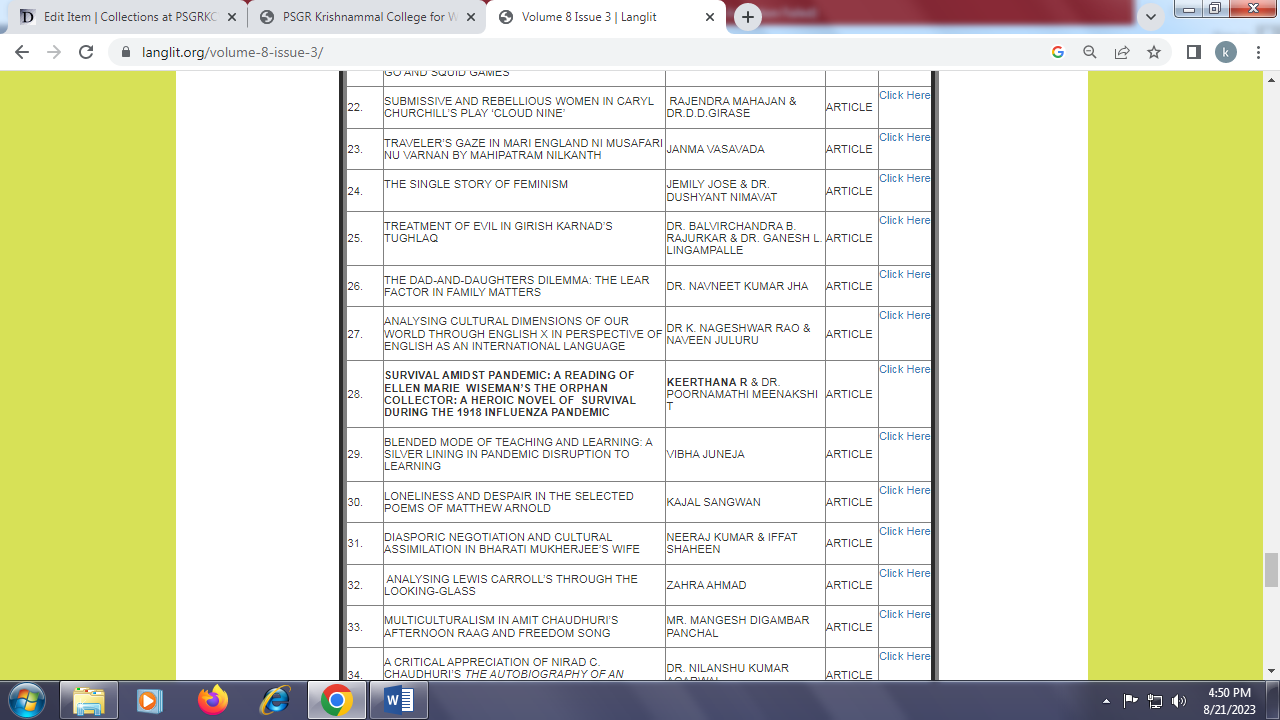 Edit Item | Collections at PSGRKC
PSGR Krishnammal College for W
Volume 8 Issue 3 | Langlit
langlit.org/volume-8-issue-3/
k
GO AND SQUID GAMES
22.
SUBMISSIVE AND REBELLIOUS WOMEN IN CARYL
CHURCHILL'S PLAY ‘CLOUD NINE’
RAJENDRA MAHAJAN &
DR.D.D.GIRASE
ARTICLE
Click Here
23.
TRAVELER’S GAZE IN MARI ENGLAND NI MUSAFARI
NU VARNAN BY MAHIPATRAM NILKANTH
JANMA VASAVADA
ARTICLE
Click Here
24.
THE SINGLE STORY OF FEMINISM
JEMILY JOSE & DR.
DUSHYANT NIMAVAT
ARTICLE
Click Here
25.
TREATMENT OF EVIL IN GIRISH KARNAD’S
TUGHLAQ
DR. BALVIRCHANDRA B.
RAJURKAR & DR. GANESH L.
LINGAMPALLE
ARTICLE
Click Here
26.
THE DAD-AND-DAUGHTERS DILEMMA: THE LEAR
FACTOR IN FAMILY MATTERS
DR. NAVNEET KUMAR JHA
ARTICLE
Click Here
27.
ANALYSING CULTURAL DIMENSIONS OF OUR
WORLD THROUGH ENGLISH X IN PERSPECTIVE OF
ENGLISH AS AN INTERNATIONAL LANGUAGE
DR K. NAGESHWAR RAO &
NAVEEN JULURU
ARTICLE
Click Here
28.
SURVIVAL AMIDST PANDEMIC: A READING OF
ELLEN MARIE WISEMAN’S THE ORPHAN
COLLECTOR: A HEROIC NOVEL OF SURVIVAL
DURING THE 1918 INFLUENZA PANDEMIC
KEERTHANA R & DR.
POORNAMATHI MEENAKSHI
T
ARTICLE
Click Here
29.
BLENDED MODE OF TEACHING AND LEARNING: A
SILVER LINING IN PANDEMIC DISRUPTION TO
LEARNING
VIBHA JUNEJA
ARTICLE
Click Here
30.
LONELINESS AND DESPAIR IN THE SELECTED
POEMS OF MATTHEW ARNOLD
KAJAL SANGWAN
ARTICLE
Click Here
31.
DIASPORIC NEGOTIATION AND CULTURAL
ASSIMILATION IN BHARATI MUKHERJEE’S WIFE
NEERAJ KUMAR & IFFAT
SHAHEEN
ARTICLE
Click Here
32.
ANALYSING LEWIS CARROLL’S THROUGH THE
LOOKING-GLASS
ZAHRA AHMAD
ARTICLE
Click Here
33.
MULTICULTURALISM IN AMIT CHAUDHURI’S
AFTERNOON RAAG AND FREEDOM SONG
MR. MANGESH DIGAMBAR
PANCHAL
ARTICLE
Click Here
34.
A CRITICAL APPRECIATION OF NIRAD C.
CHAUDHURI’S THE AUTOBIOGRAPHY OF AN
DR. NILANSHU KUMAR
AGARWAL
ARTICLE
Click Here
4:50 PM
8/21/2023